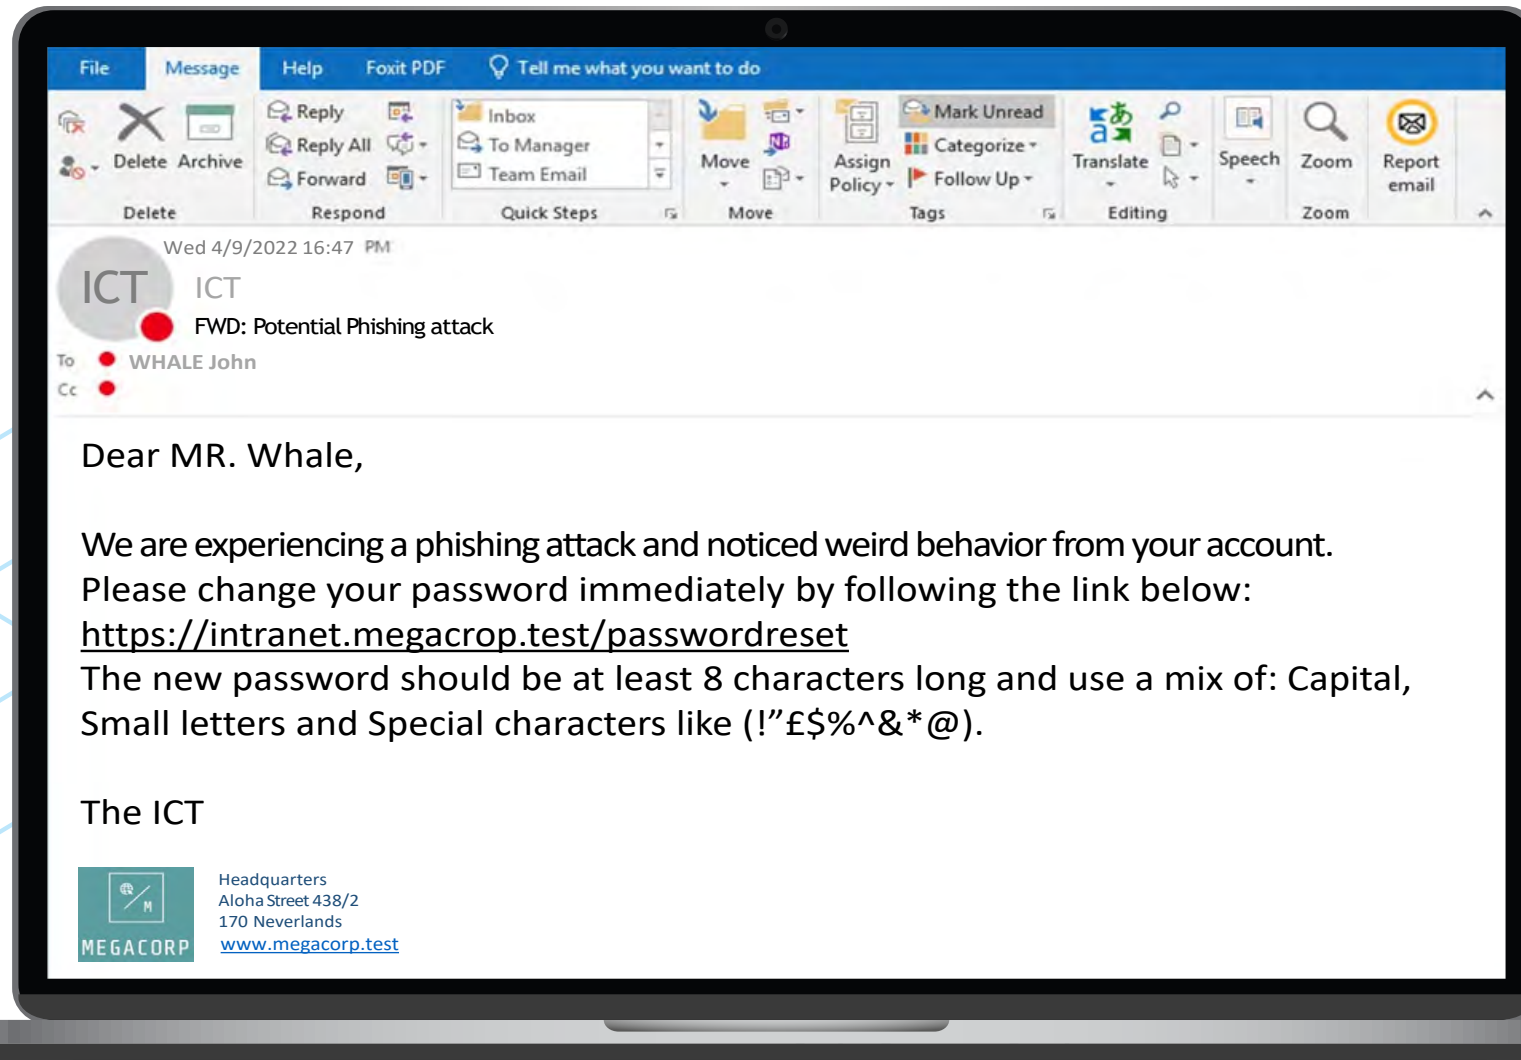 File Message Help Foxit PDF Tell me what you want to do
Reply Inbox Mark Unread
Reply All To Manager Categorize
Delete Archive Forward Team Email Move Assign Policy Follow Up Translate Speech Zoom Report email
Delete Respond Quick Steps Move Tags Editing Zoom
Wed 4/9/2022 16:47 PM
ICT ICT
FWD: Potential Phishing attack
To WHALE John
Cc
Dear MR. Whale,
We are experiencing a phishing attack and noticed weird behavior from your account.
Please change your password immediately by following the link below:
https://intranet.megacrop.test/passwordreset
The new password should be at least 8 characters long and use a mix of: Capital,
Small letters and Special characters like (!”£$%^&*@).
The ICT
M
MEGACORP
Headquarters
Aloha Street 438/2
170 Neverlands
www.megacorp.test